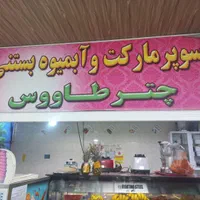 سوپر مارکت و آبمیوه بستنی
چتر طاووس